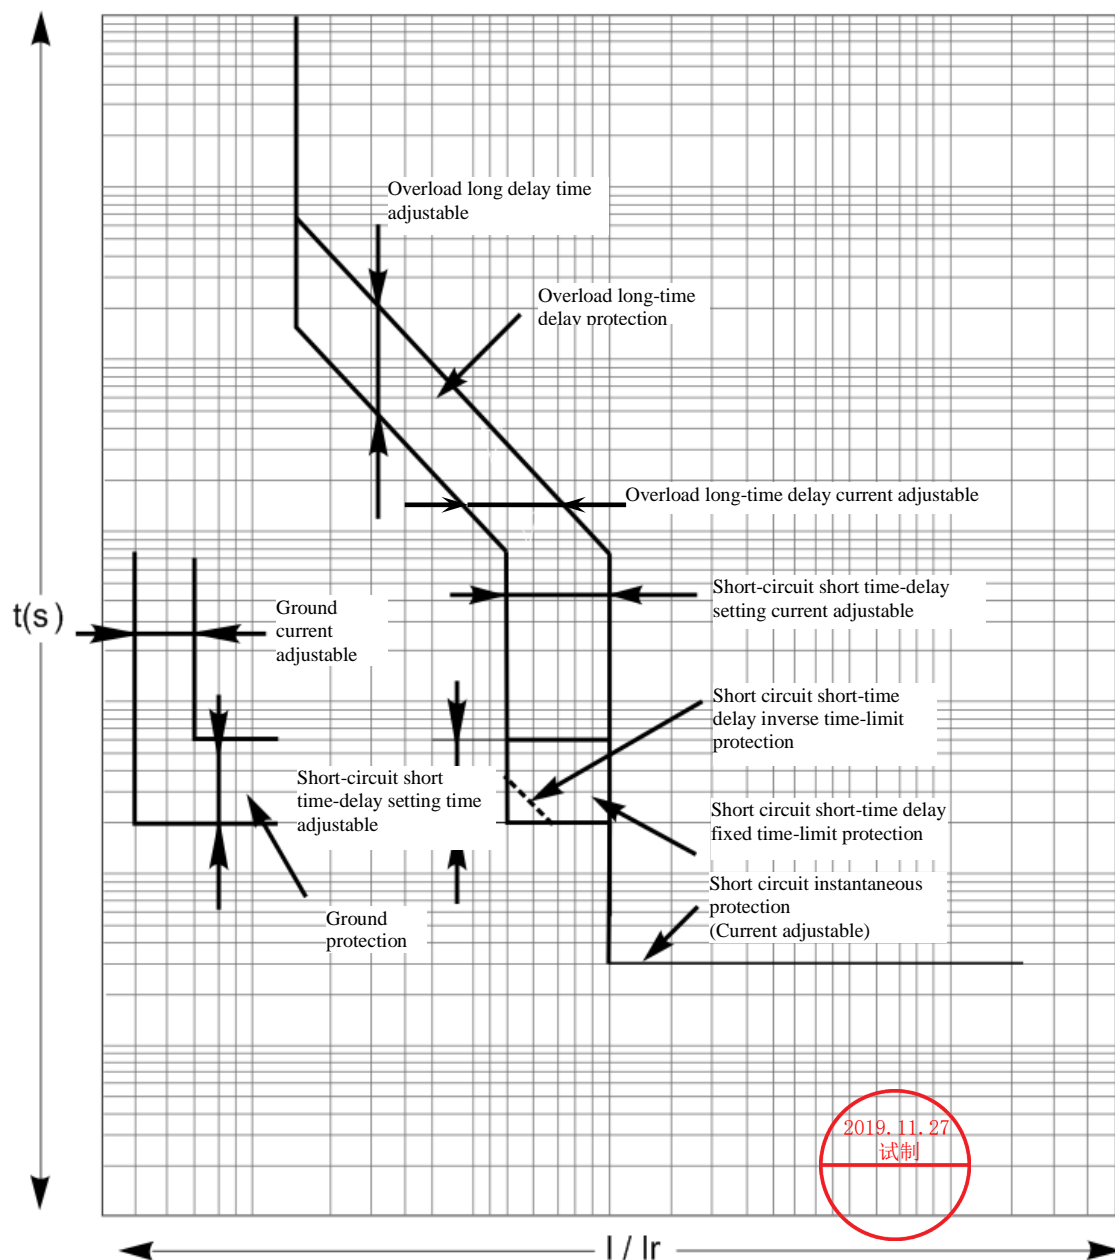 Overload long delay time
adjustable
Overload long-time
delay protection
Overload long-time delay current adjustable
Short-circuit short time-delay
setting current adjustable
t(s)
Ground
current
adjustable
Short circuit short-time
delay inverse time-limit
protection
Short-circuit short
time-delay setting time
adjustable
Short circuit short-time delay
fixed time-limit protection
Short circuit instantaneous
protection
(Current adjustable)
Ground
protection
2019.11.27
试制
I / Ir